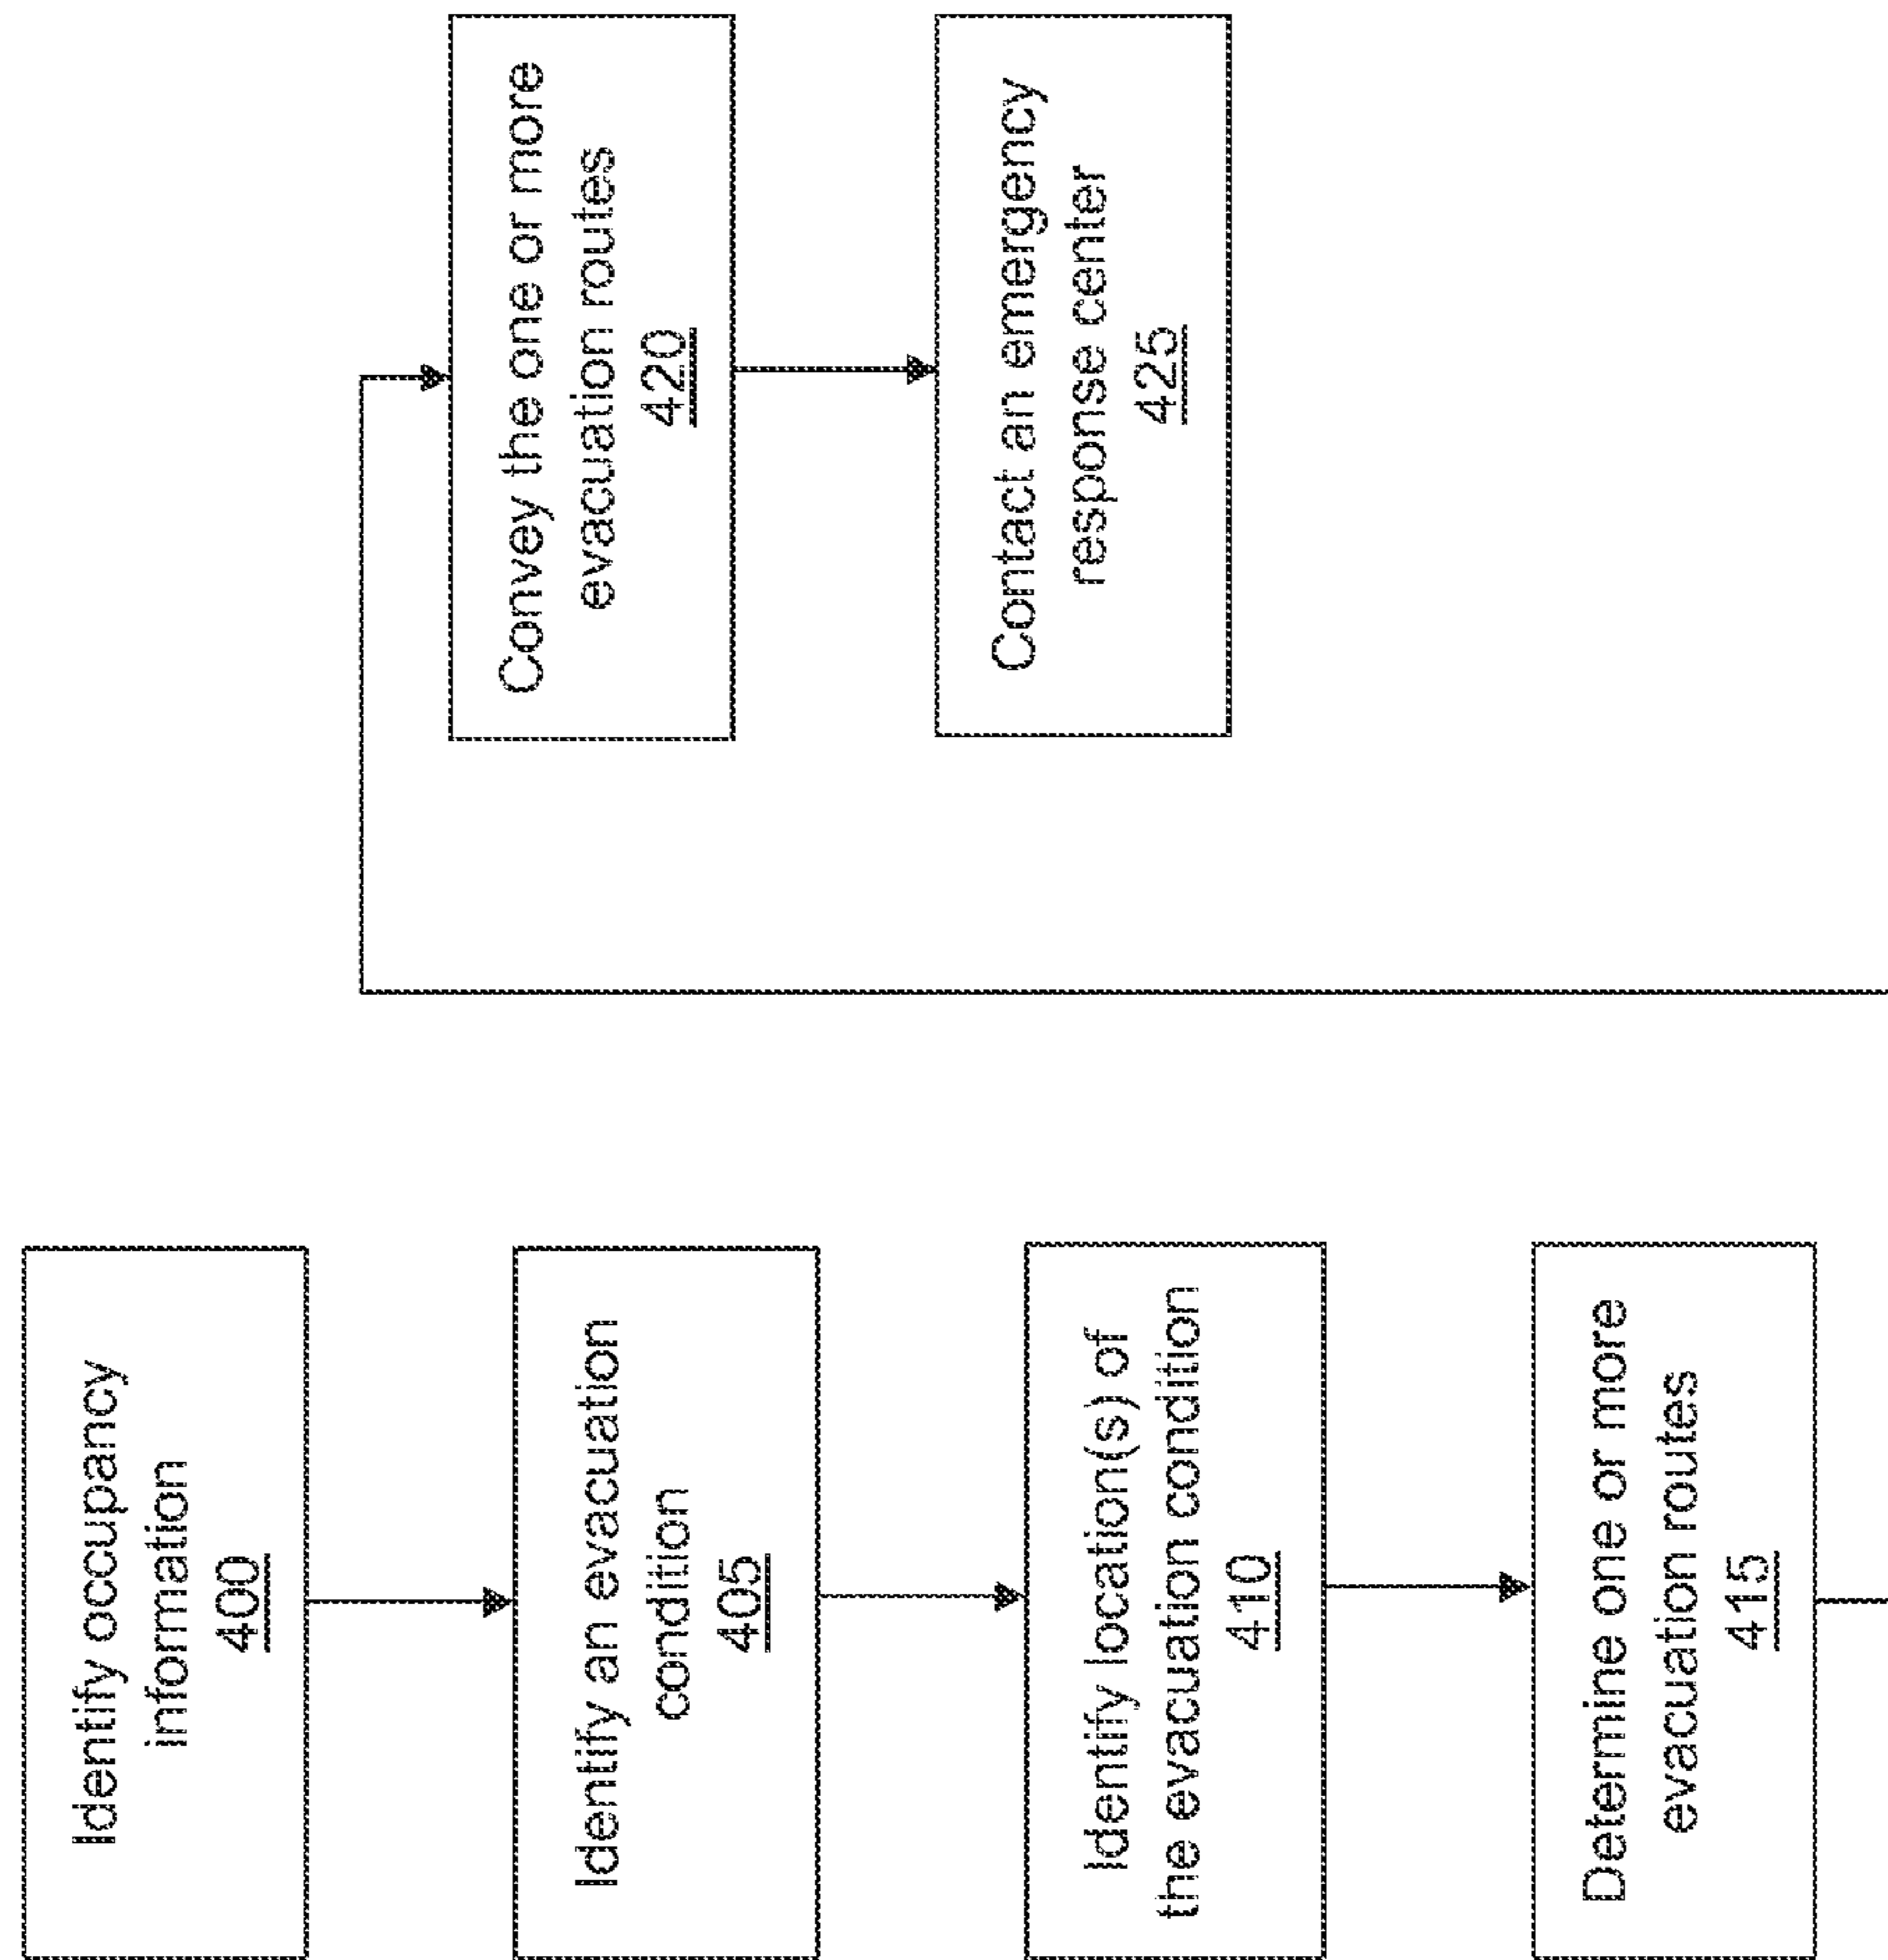 Identify occupancy
information
400
Identify an evacuation
condition
405
Identify location(s) of
the evacuation condition
410
Determine one or more
evacuation routes
415
Convey the one or more
evacuation routes
420
Contact an emergency
response center
425